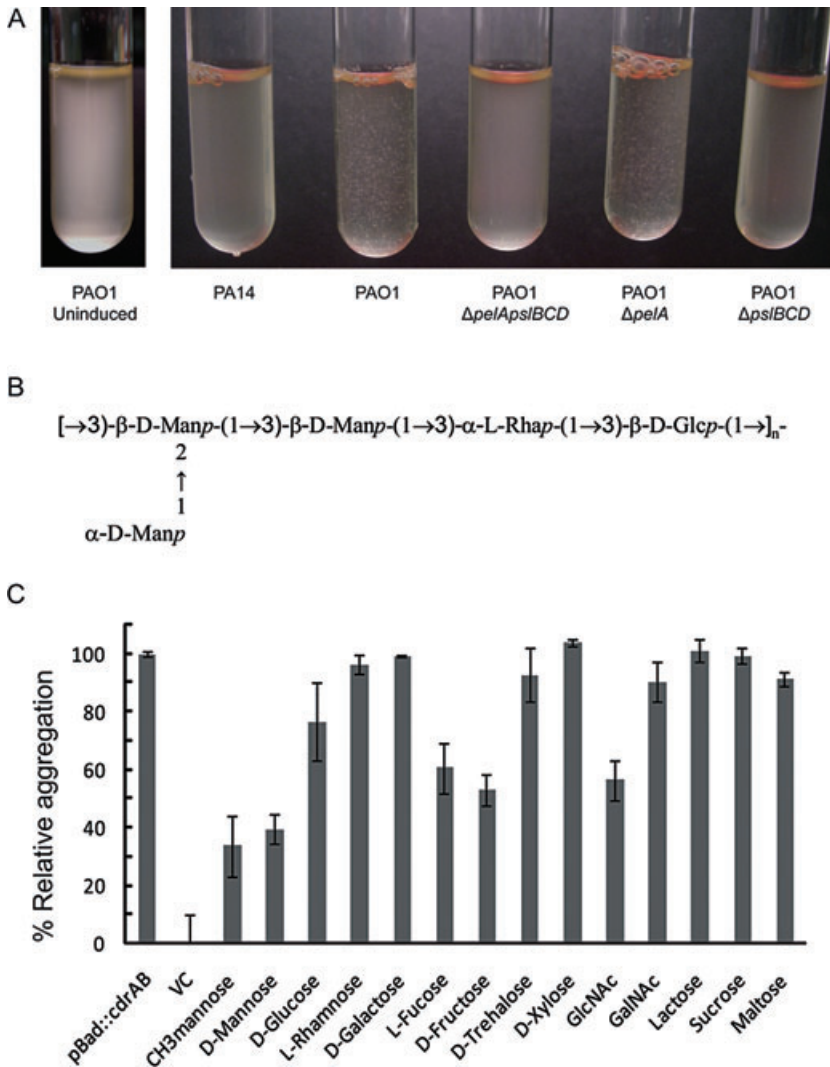 A
PAO1 Uninduced
PA14
PAO1
PAO1 ΔpelApslBCD
PAO1 ΔpelA
PAO1 ΔpslBCD
B
[→3)-β-D-Manp-(1→3)-β-D-Manp-(1→3)-α-L-Rhap-(1→3)-β-D-Glcp-(1→]n-
2
↑
1
α-D-Manp
C
% Relative aggregation
100
80
60
40
20
0
pBad::cdrAB
VC
CH3mannose
D-Mannose
D-Glucose
L-Rhamnose
D-Galactose
L-Fucose
D-Fructose
D-Trehalose
D-Xylose
GlcNAc
GalNAc
Lactose
Sucrose
Maltose